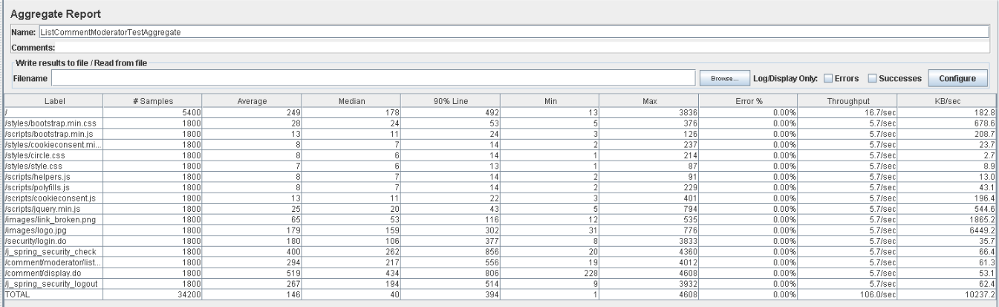 Aggregate Report
Name: ListCommentModeratorTestAggregate
Comments:
Write results to file / Read from file
Filename Browse... Log/Display Only: Errors Successes Configure
Label # Samples Average Median 90% Line Min Max Error % Throughput KB/sec
/ 5400 249 178 492 13 3836 0.00% 16.7/sec 182.8
/styles/bootstrap.min.css 1800 28 24 53 5 376 0.00% 5.7/sec 678.6
/scripts/bootstrap.min.js 1800 13 11 24 3 126 0.00% 5.7/sec 208.7
/styles/cookieconsent.mi... 1800 8 7 14 2 237 0.00% 5.7/sec 23.7
/styles/circle.css 1800 8 6 14 1 214 0.00% 5.7/sec 2.7
/styles/style.css 1800 7 6 13 1 87 0.00% 5.7/sec 8.9
/scripts/helpers.js 1800 8 7 14 2 91 0.00% 5.7/sec 13.0
/scripts/polyfills.js 1800 8 7 14 2 229 0.00% 5.7/sec 43.1
/scripts/cookieconsent.js 1800 13 11 22 3 401 0.00% 5.7/sec 196.4
/scripts/jquery.min.js 1800 25 20 43 5 794 0.00% 5.7/sec 544.6
/images/link_broken.png 1800 65 53 116 12 535 0.00% 5.7/sec 1865.2
/images/logo.jpg 1800 179 159 302 31 776 0.00% 5.7/sec 6449.2
/security/login.do 1800 180 106 377 8 3833 0.00% 5.7/sec 35.7
/j_spring_security_check 1800 400 262 856 20 4360 0.00% 5.7/sec 66.4
/comment/moderator/list... 1800 294 217 556 19 4012 0.00% 5.7/sec 61.3
/comment/display.do 1800 519 434 806 228 4608 0.00% 5.7/sec 53.1
/j_spring_security_logout 1800 267 194 514 9 3932 0.00% 5.7/sec 62.4
TOTAL 34200 146 40 394 1 4608 0.00% 106.0/sec 10237.2